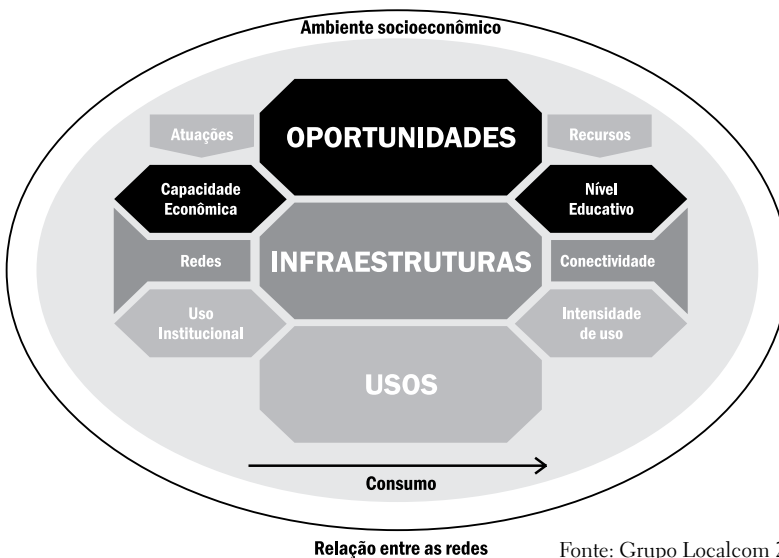 Ambiente socioeconômico
Atuações
OPORTUNIDADES
Recursos
Capacidade
Econômica
Nível
Educativo
Redes
INFRAESTRUTURAS
Conectividade
Uso
Institucional
Intensidade
de uso
USOS
Consumo
Relação entre as redes
Fonte: Grupo Localcom